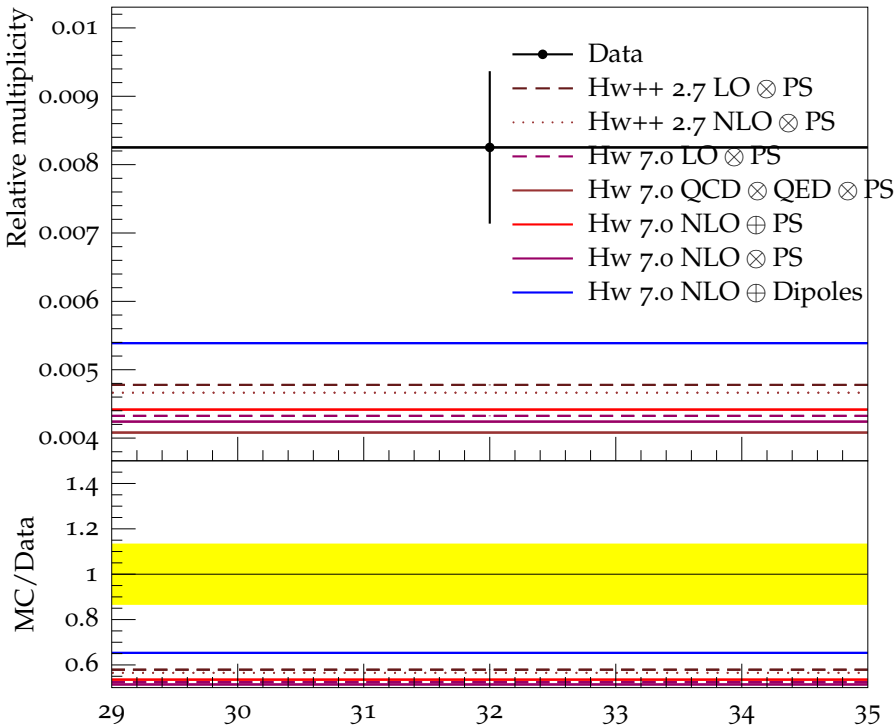 0.01
0.009
0.008
0.007
0.006
0.005
0.004
Relative multiplicity
Data
Hw++ 2.7 LO ⊗ PS
Hw++ 2.7 NLO ⊗ PS
Hw 7.0 LO ⊗ PS
Hw 7.0 QCD ⊗ QED ⊗ PS
Hw 7.0 NLO ⊕ PS
Hw 7.0 NLO ⊗ PS
Hw 7.0 NLO ⊕ Dipoles
1.4
1.2
1
0.8
0.6
MC/Data
29 30 31 32 33 34 35